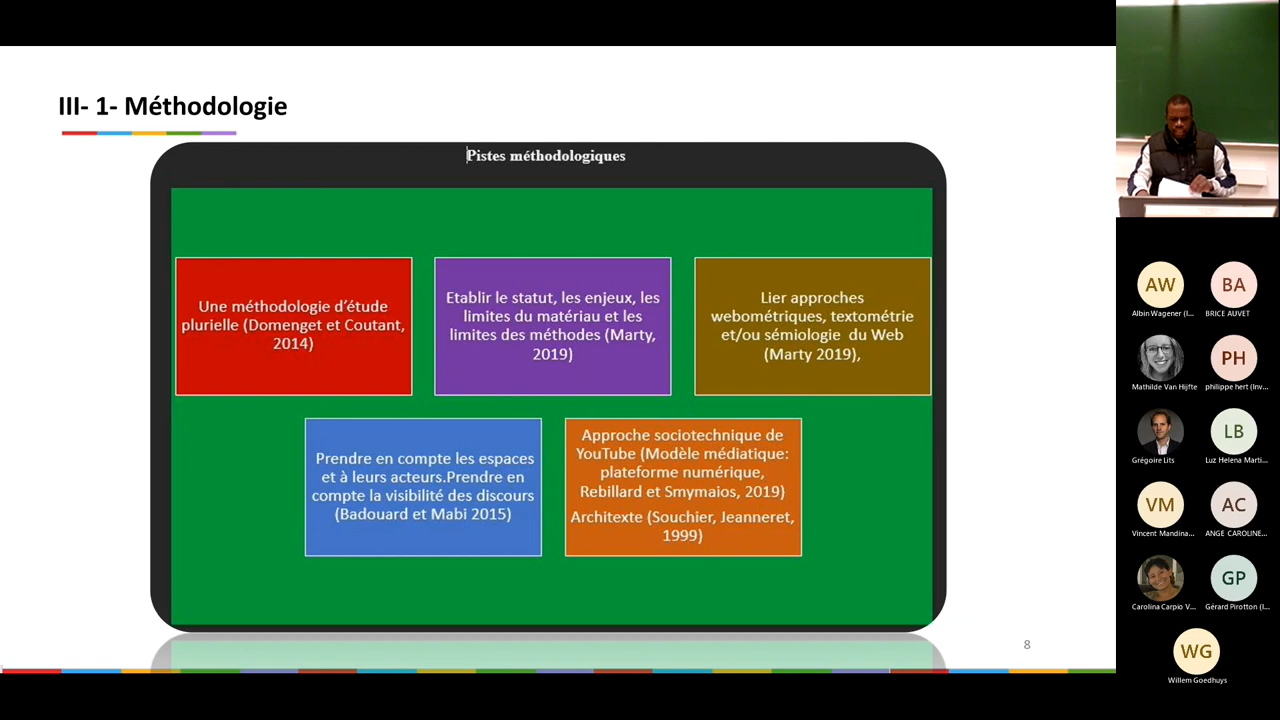 III- 1- Méthodologie
Pistes méthodologiques
Une méthodologie d'étude
plurielle (Domenget et Coutant,
2014)
Etablir le statut, les enjeux, les
limites du matériau et les
limites des méthodes (Marty,
2019)
Lier approches
webométriques, textométrie
et/ou sémiologie du Web
(Marty 2019),
Prendre en compte les espaces
et à leurs acteurs.Prendre en
compte la visibilité des discours
(Badouard et Mabi 2015)
Approche sociotechnique de
YouTube (Modèle médiatique:
plateforme numérique,
Rebillard et Smymaios, 2019)
Architexte (Souchier, Jeanneret,
1999)
8
AW
BA
Albin Wagener (I...
BRICE AUVET
PH
Mathilde Van Hijfte
philippe hert (Inv...
LB
Grégoire Lits
Luz Helena Marti...
VM
AC
Vincent Mandina...
ANGE CAROLINE...
GP
Carolina Carpio V...
Gérard Pirotton (I...
WG
Willem Goedhuys